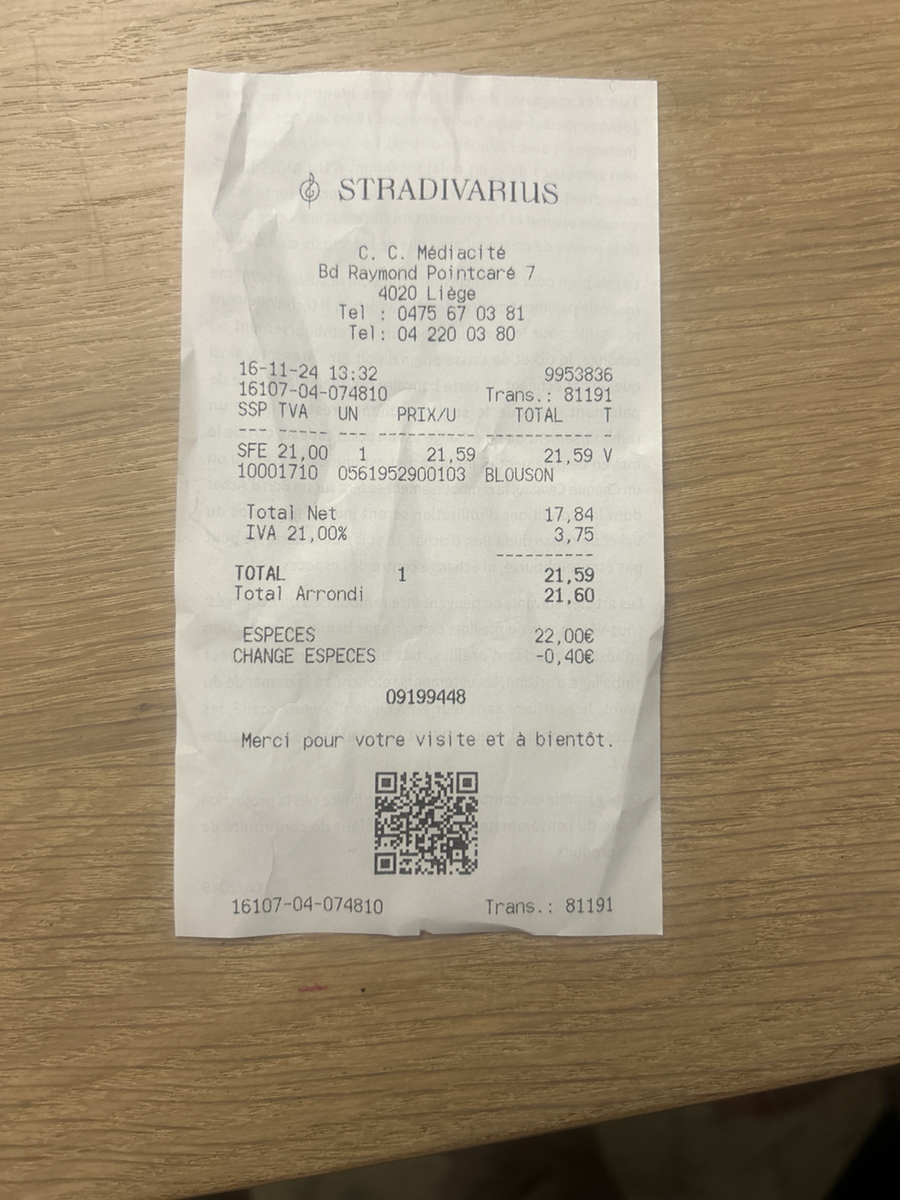 STRADIVARIUS
C. C. Médiacité
Bd Raymond Pointcaré 7
4020 Liège
Tel : 0475 67 03 81
Tel: 04 220 03 80
16-11-24 13:32 9953836
16107-04-074810 Trans.: 81191
SSP TVA UN PRIX/U TOTAL T
SFE 21,00 1 21,59 21,59 V
10001710 0561952900103 BLOUSON
Total Net 17,84
IVA 21,00% 3,75
TOTAL 1 21,59
Total Arrondi 21,60
ESPECES 22,00€
CHANGE ESPECES -0,40€
09199448
Merci pour votre visite et à bientôt.
16107-04-074810 Trans.: 81191